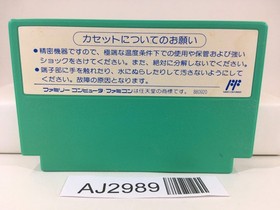 カセットについてのお願い
●精密機器ですので、極端な温度条件下での使用や保管および強い
ショックをさけてください。また、絶対に分解しないでください。
●端子部に手を触れたり、水にぬらしたりして汚さないようにして
ください。故障の原因となります。
ファミリーコンピュータ・ファミコンは任天堂の商標です。
AJ2989